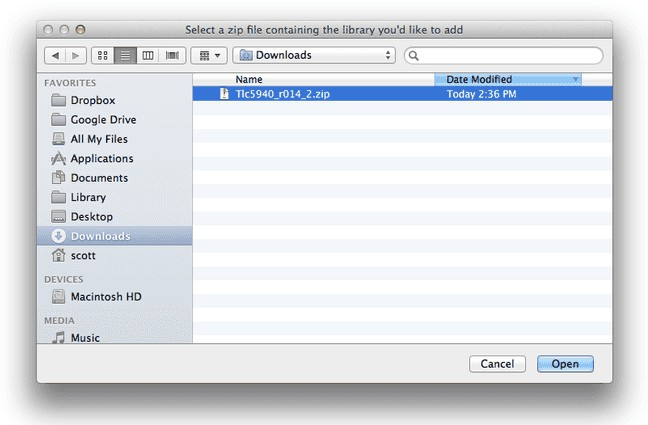 Select a zip file containing the library you'd like to add
Downloads
FAVORITES
Dropbox
Google Drive
All My Files
Applications
Documents
Library
Desktop
Downloads
scott
DEVICES
Macintosh HD
MEDIA
Music
Name Date Modified
Tlc5940_r014_2.zip Today 2:36 PM
Cancel Open